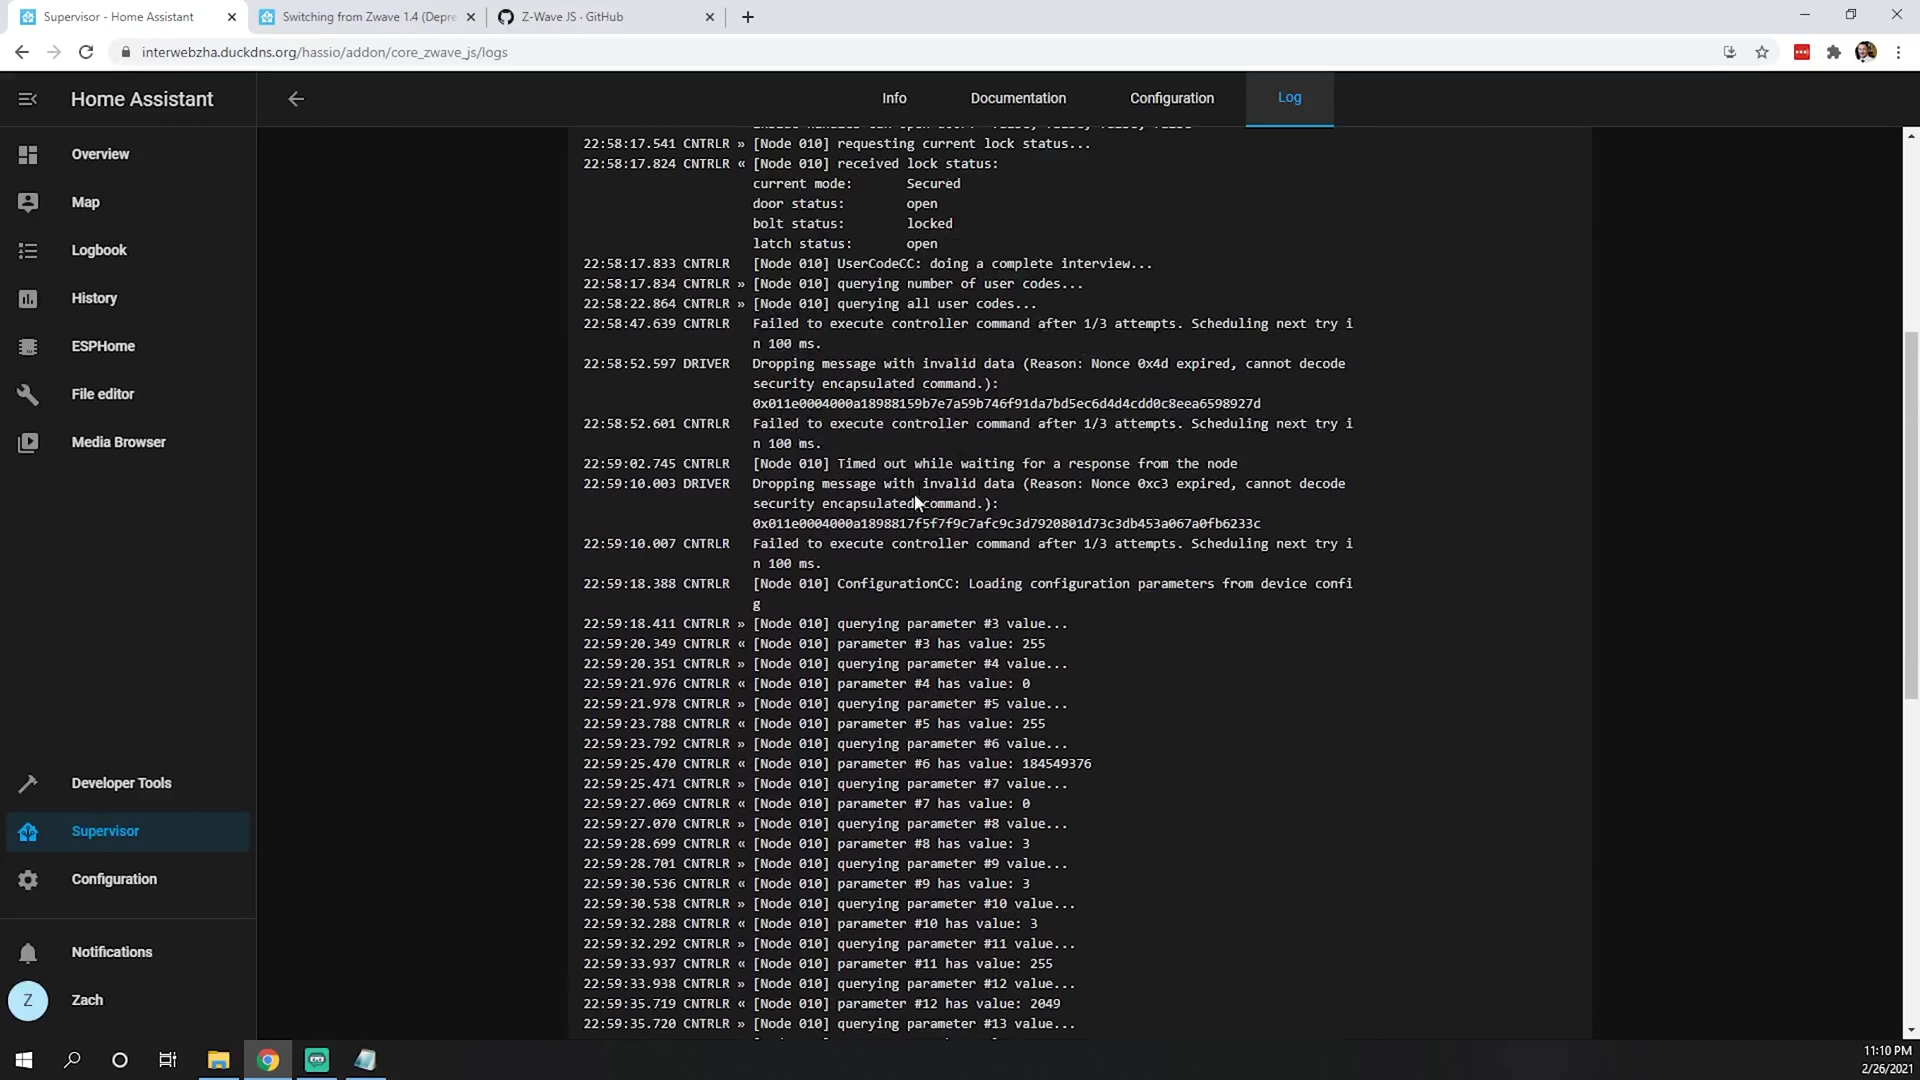 Supervisor - Home Assistant
Switching from Zwave 1.4 (Depre
Z-Wave JS · GitHub
interwebzha.duckdns.org/hassio/addon/core_zwave_js/logs
Home Assistant
Info
Documentation
Configuration
Log
Overview
Map
Logbook
History
ESPHome
File editor
Media Browser
Developer Tools
Supervisor
Configuration
Notifications
Z
Zach
22:58:17.541 CNTRLR » [Node 010] requesting current lock status...
22:58:17.824 CNTRLR « [Node 010] received lock status:
current mode: Secured
door status: open
bolt status: locked
latch status: open
22:58:17.833 CNTRLR [Node 010] UserCodeCC: doing a complete interview...
22:58:17.834 CNTRLR » [Node 010] querying number of user codes...
22:58:22.864 CNTRLR » [Node 010] querying all user codes...
22:58:47.639 CNTRLR Failed to execute controller command after 1/3 attempts. Scheduling next try i
n 100 ms.
22:58:52.597 DRIVER Dropping message with invalid data (Reason: Nonce 0x4d expired, cannot decode
security encapsulated command.):
0x011e0004000a18988159b7e7a59b746f91da7bd5ec6d4d4cdd0c8eea6598927d
22:58:52.601 CNTRLR Failed to execute controller command after 1/3 attempts. Scheduling next try i
n 100 ms.
22:59:02.745 CNTRLR [Node 010] Timed out while waiting for a response from the node
22:59:10.003 DRIVER Dropping message with invalid data (Reason: Nonce 0xc3 expired, cannot decode
security encapsulated command.):
0x011e0004000a1898817f5f7f9c7afc9c3d7920801d73c3db453a067a0fb6233c
22:59:10.007 CNTRLR Failed to execute controller command after 1/3 attempts. Scheduling next try i
n 100 ms.
22:59:18.388 CNTRLR [Node 010] ConfigurationCC: Loading configuration parameters from device confi
g
22:59:18.411 CNTRLR » [Node 010] querying parameter #3 value...
22:59:20.349 CNTRLR « [Node 010] parameter #3 has value: 255
22:59:20.351 CNTRLR » [Node 010] querying parameter #4 value...
22:59:21.976 CNTRLR « [Node 010] parameter #4 has value: 0
22:59:21.978 CNTRLR » [Node 010] querying parameter #5 value...
22:59:23.788 CNTRLR « [Node 010] parameter #5 has value: 255
22:59:23.792 CNTRLR » [Node 010] querying parameter #6 value...
22:59:25.470 CNTRLR « [Node 010] parameter #6 has value: 184549376
22:59:25.471 CNTRLR » [Node 010] querying parameter #7 value...
22:59:27.069 CNTRLR « [Node 010] parameter #7 has value: 0
22:59:27.070 CNTRLR » [Node 010] querying parameter #8 value...
22:59:28.699 CNTRLR « [Node 010] parameter #8 has value: 3
22:59:28.701 CNTRLR » [Node 010] querying parameter #9 value...
22:59:30.536 CNTRLR « [Node 010] parameter #9 has value: 3
22:59:30.538 CNTRLR » [Node 010] querying parameter #10 value...
22:59:32.288 CNTRLR « [Node 010] parameter #10 has value: 3
22:59:32.292 CNTRLR » [Node 010] querying parameter #11 value...
22:59:33.937 CNTRLR « [Node 010] parameter #11 has value: 255
22:59:33.938 CNTRLR » [Node 010] querying parameter #12 value...
22:59:35.719 CNTRLR « [Node 010] parameter #12 has value: 2049
22:59:35.720 CNTRLR » [Node 010] querying parameter #13 value...
11:10 PM
2/26/2021